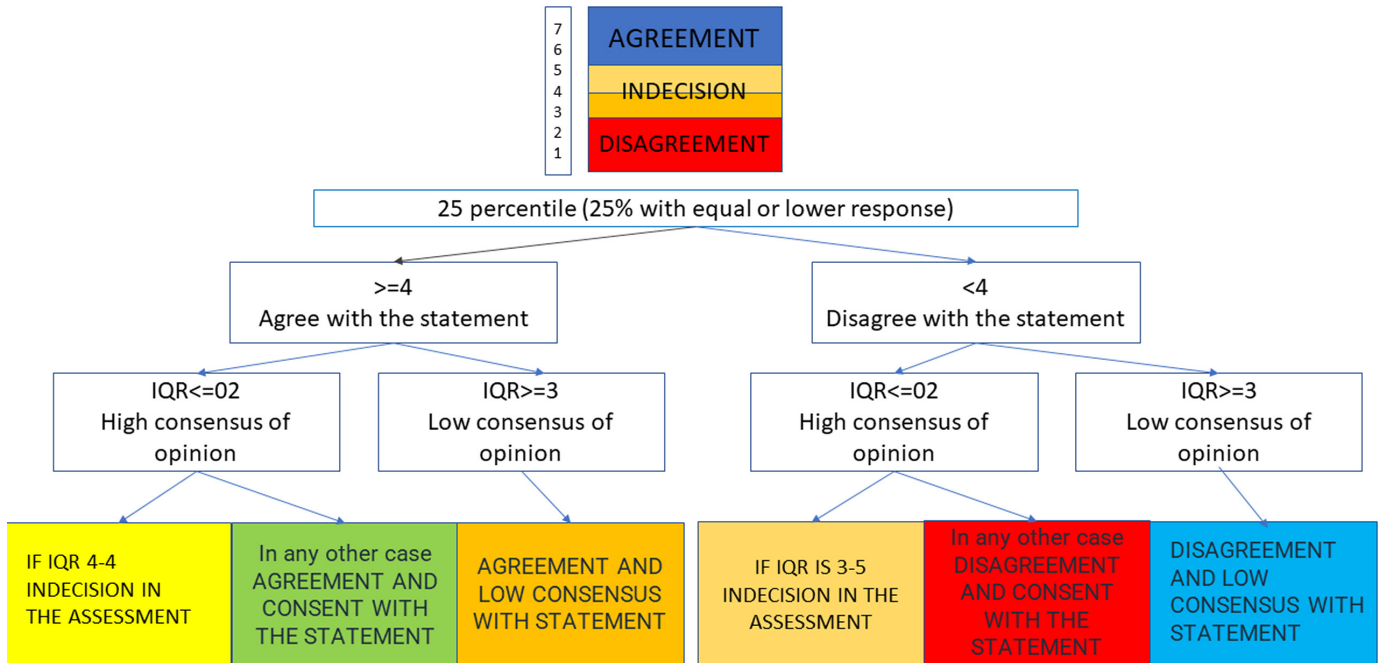 7
6
5
4
3
2
1
AGREEMENT
INDECISION
DISAGREEMENT
25 percentile (25% with equal or lower response)
>=4
Agree with the statement
<4
Disagree with the statement
IQR<=02
High consensus of
opinion
IQR>=3
Low consensus of
opinion
IQR<=02
High consensus of
opinion
IQR>=3
Low consensus of
opinion
IF IQR 4-4
INDECISION IN
THE ASSESSMENT
In any other case
AGREEMENT AND
CONSENT WITH
THE STATEMENT
AGREEMENT AND
LOW CONSENSUS
WITH STATEMENT
IF IQR IS 3-5
INDECISION IN THE
ASSESSMENT
In any other case
DISAGREEMENT
AND CONSENT
WITH THE
STATEMENT
DISAGREEMENT
AND LOW
CONSENSUS WITH
STATEMENT